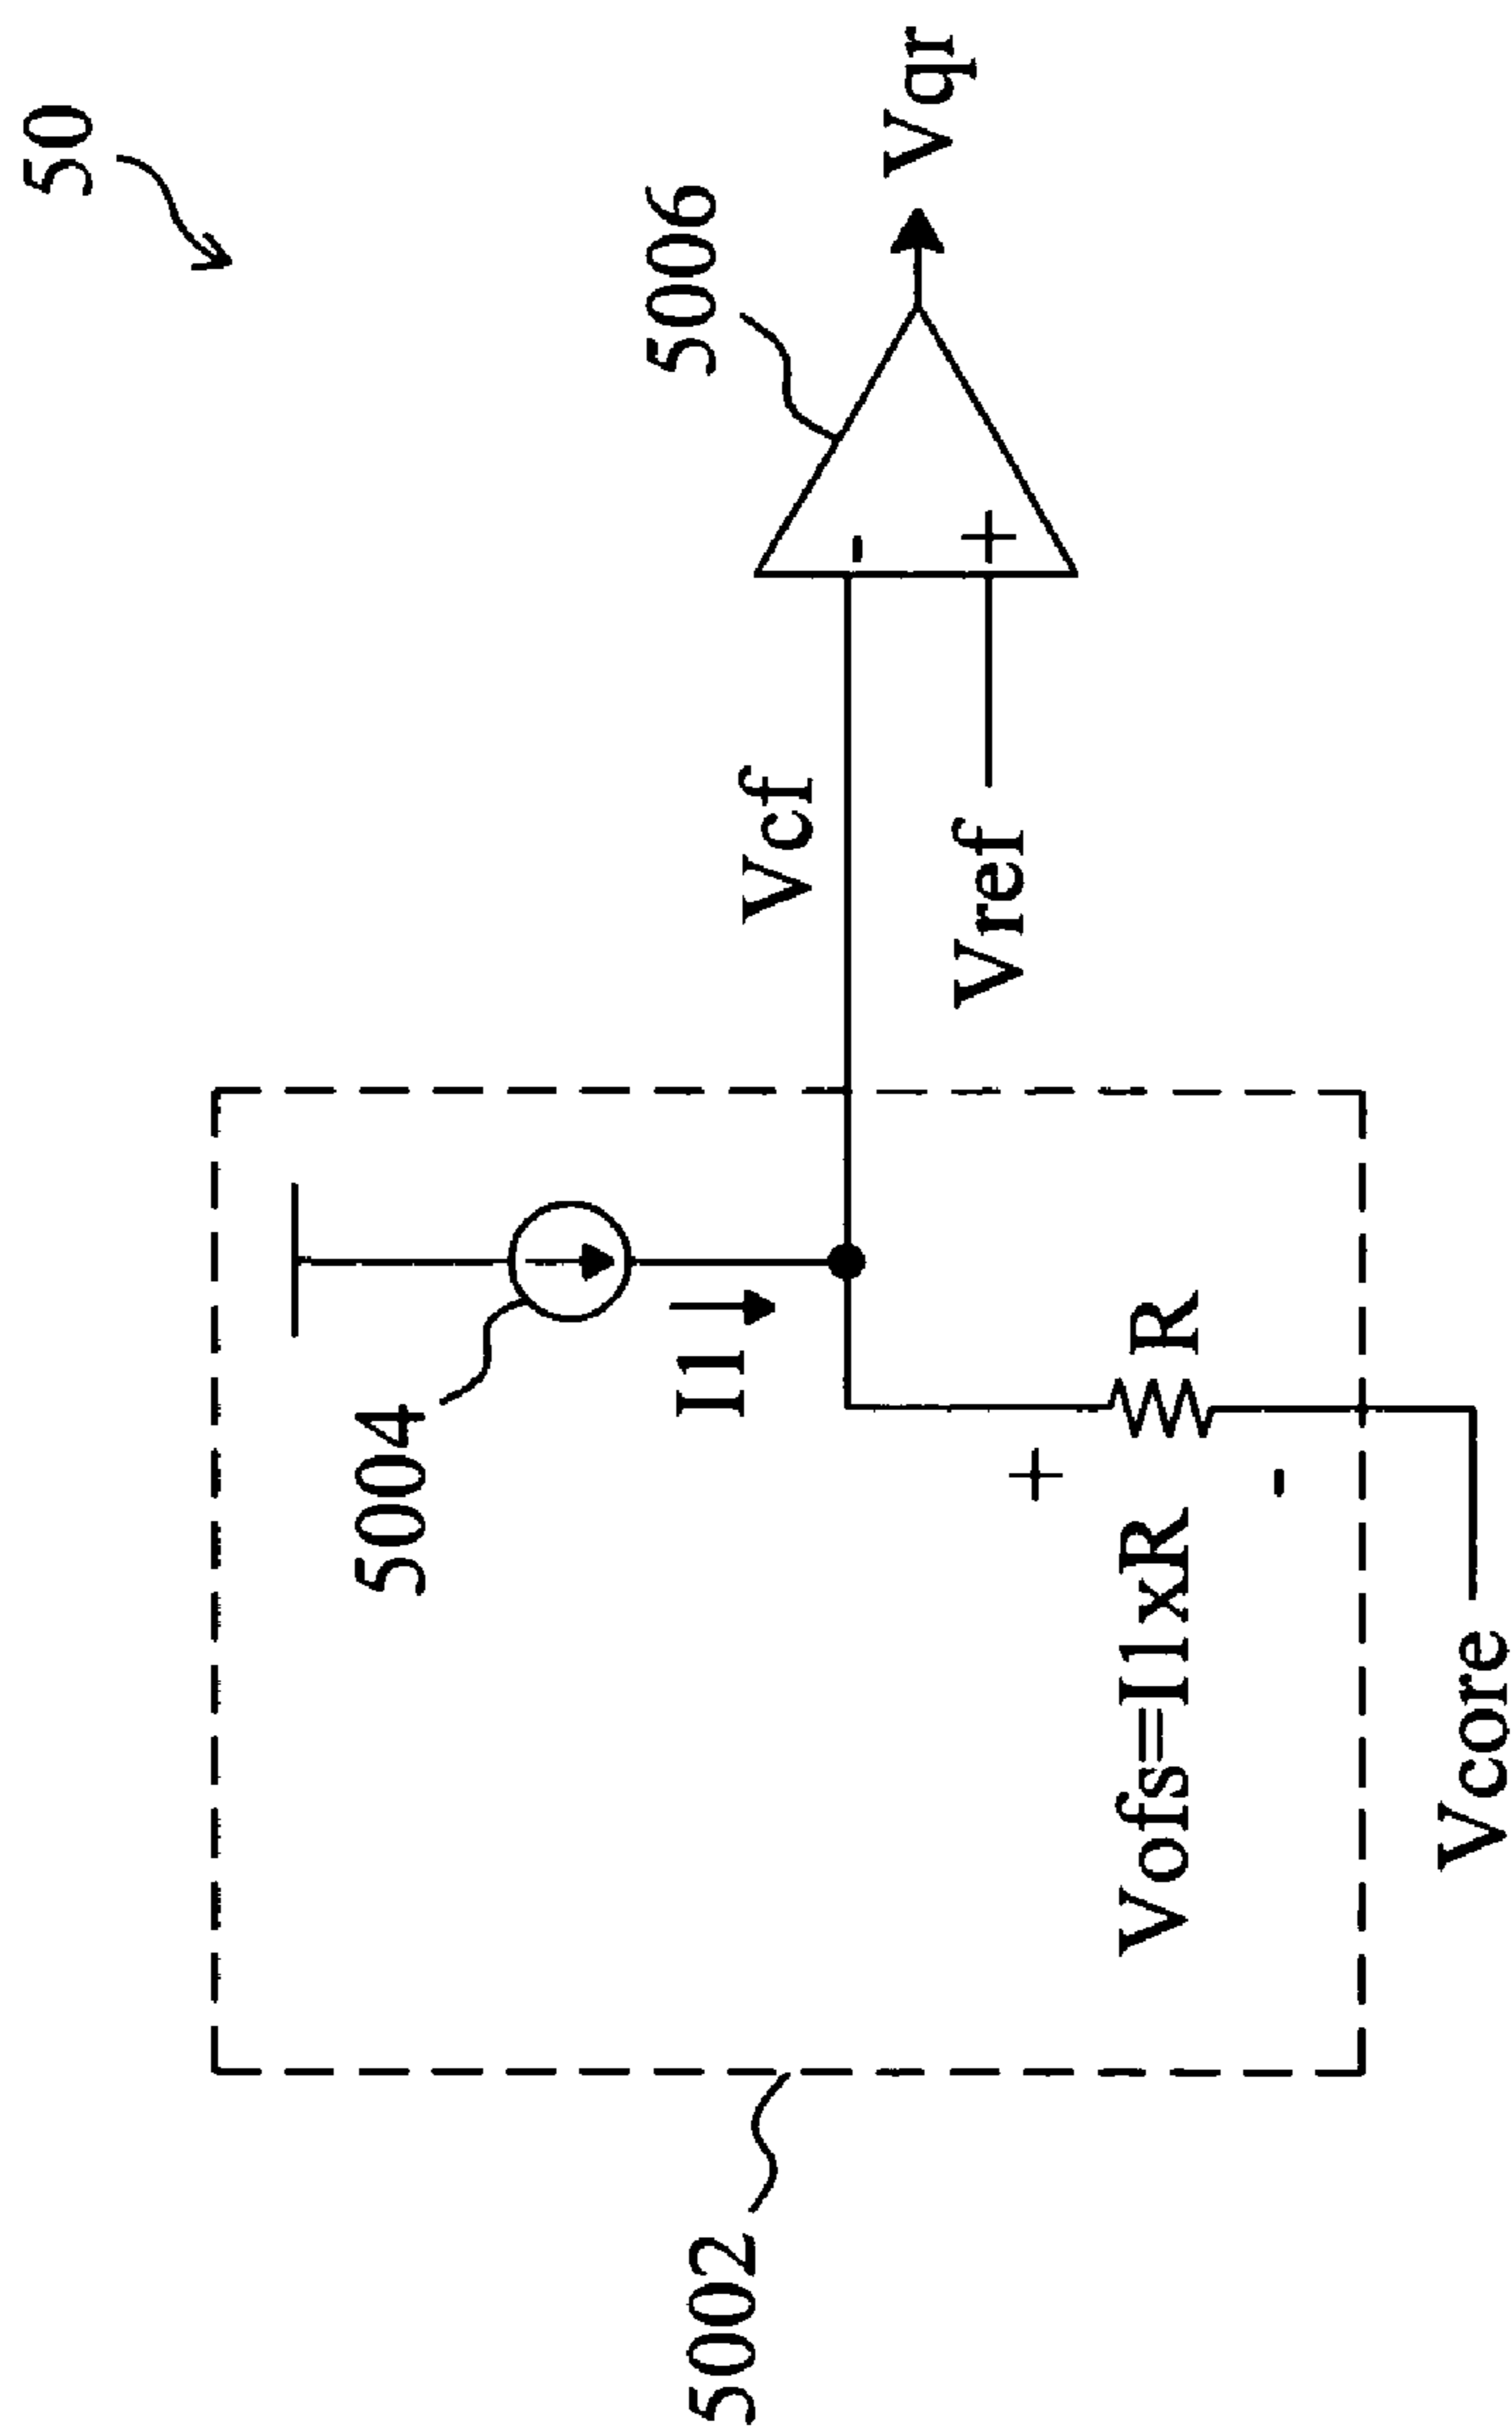 50
5006
Vqr
-
+
Vcf
Vref
5004
I1
R
+
Vofs=I1xR
-
Vcore
5002